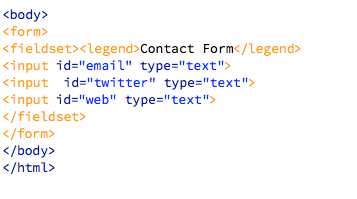 <body>
<form>
<fieldset><legend>Contact Form</legend>
<input id="email" type="text">
<input  id="twitter" type="text">
<input id="web" type="text">
</fieldset>
</form>
</body>
</html>